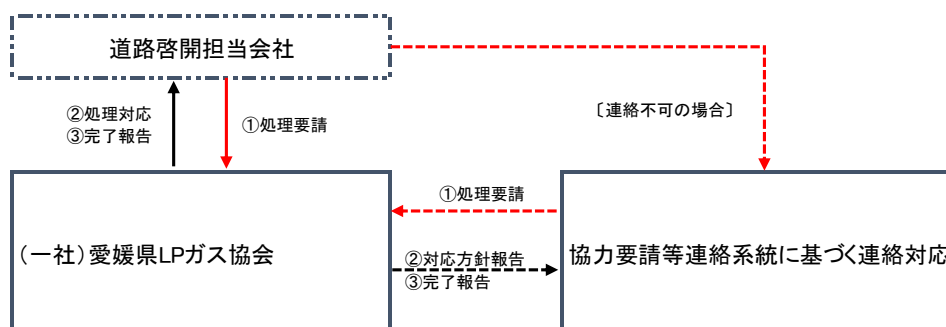 道路啓開担当会社
②処理対応
③完了報告
①処理要請
〔連絡不可の場合〕
①処理要請
(一社)愛媛県LPガス協会
②対応方針報告
③完了報告
協力要請等連絡系統に基づく連絡対応